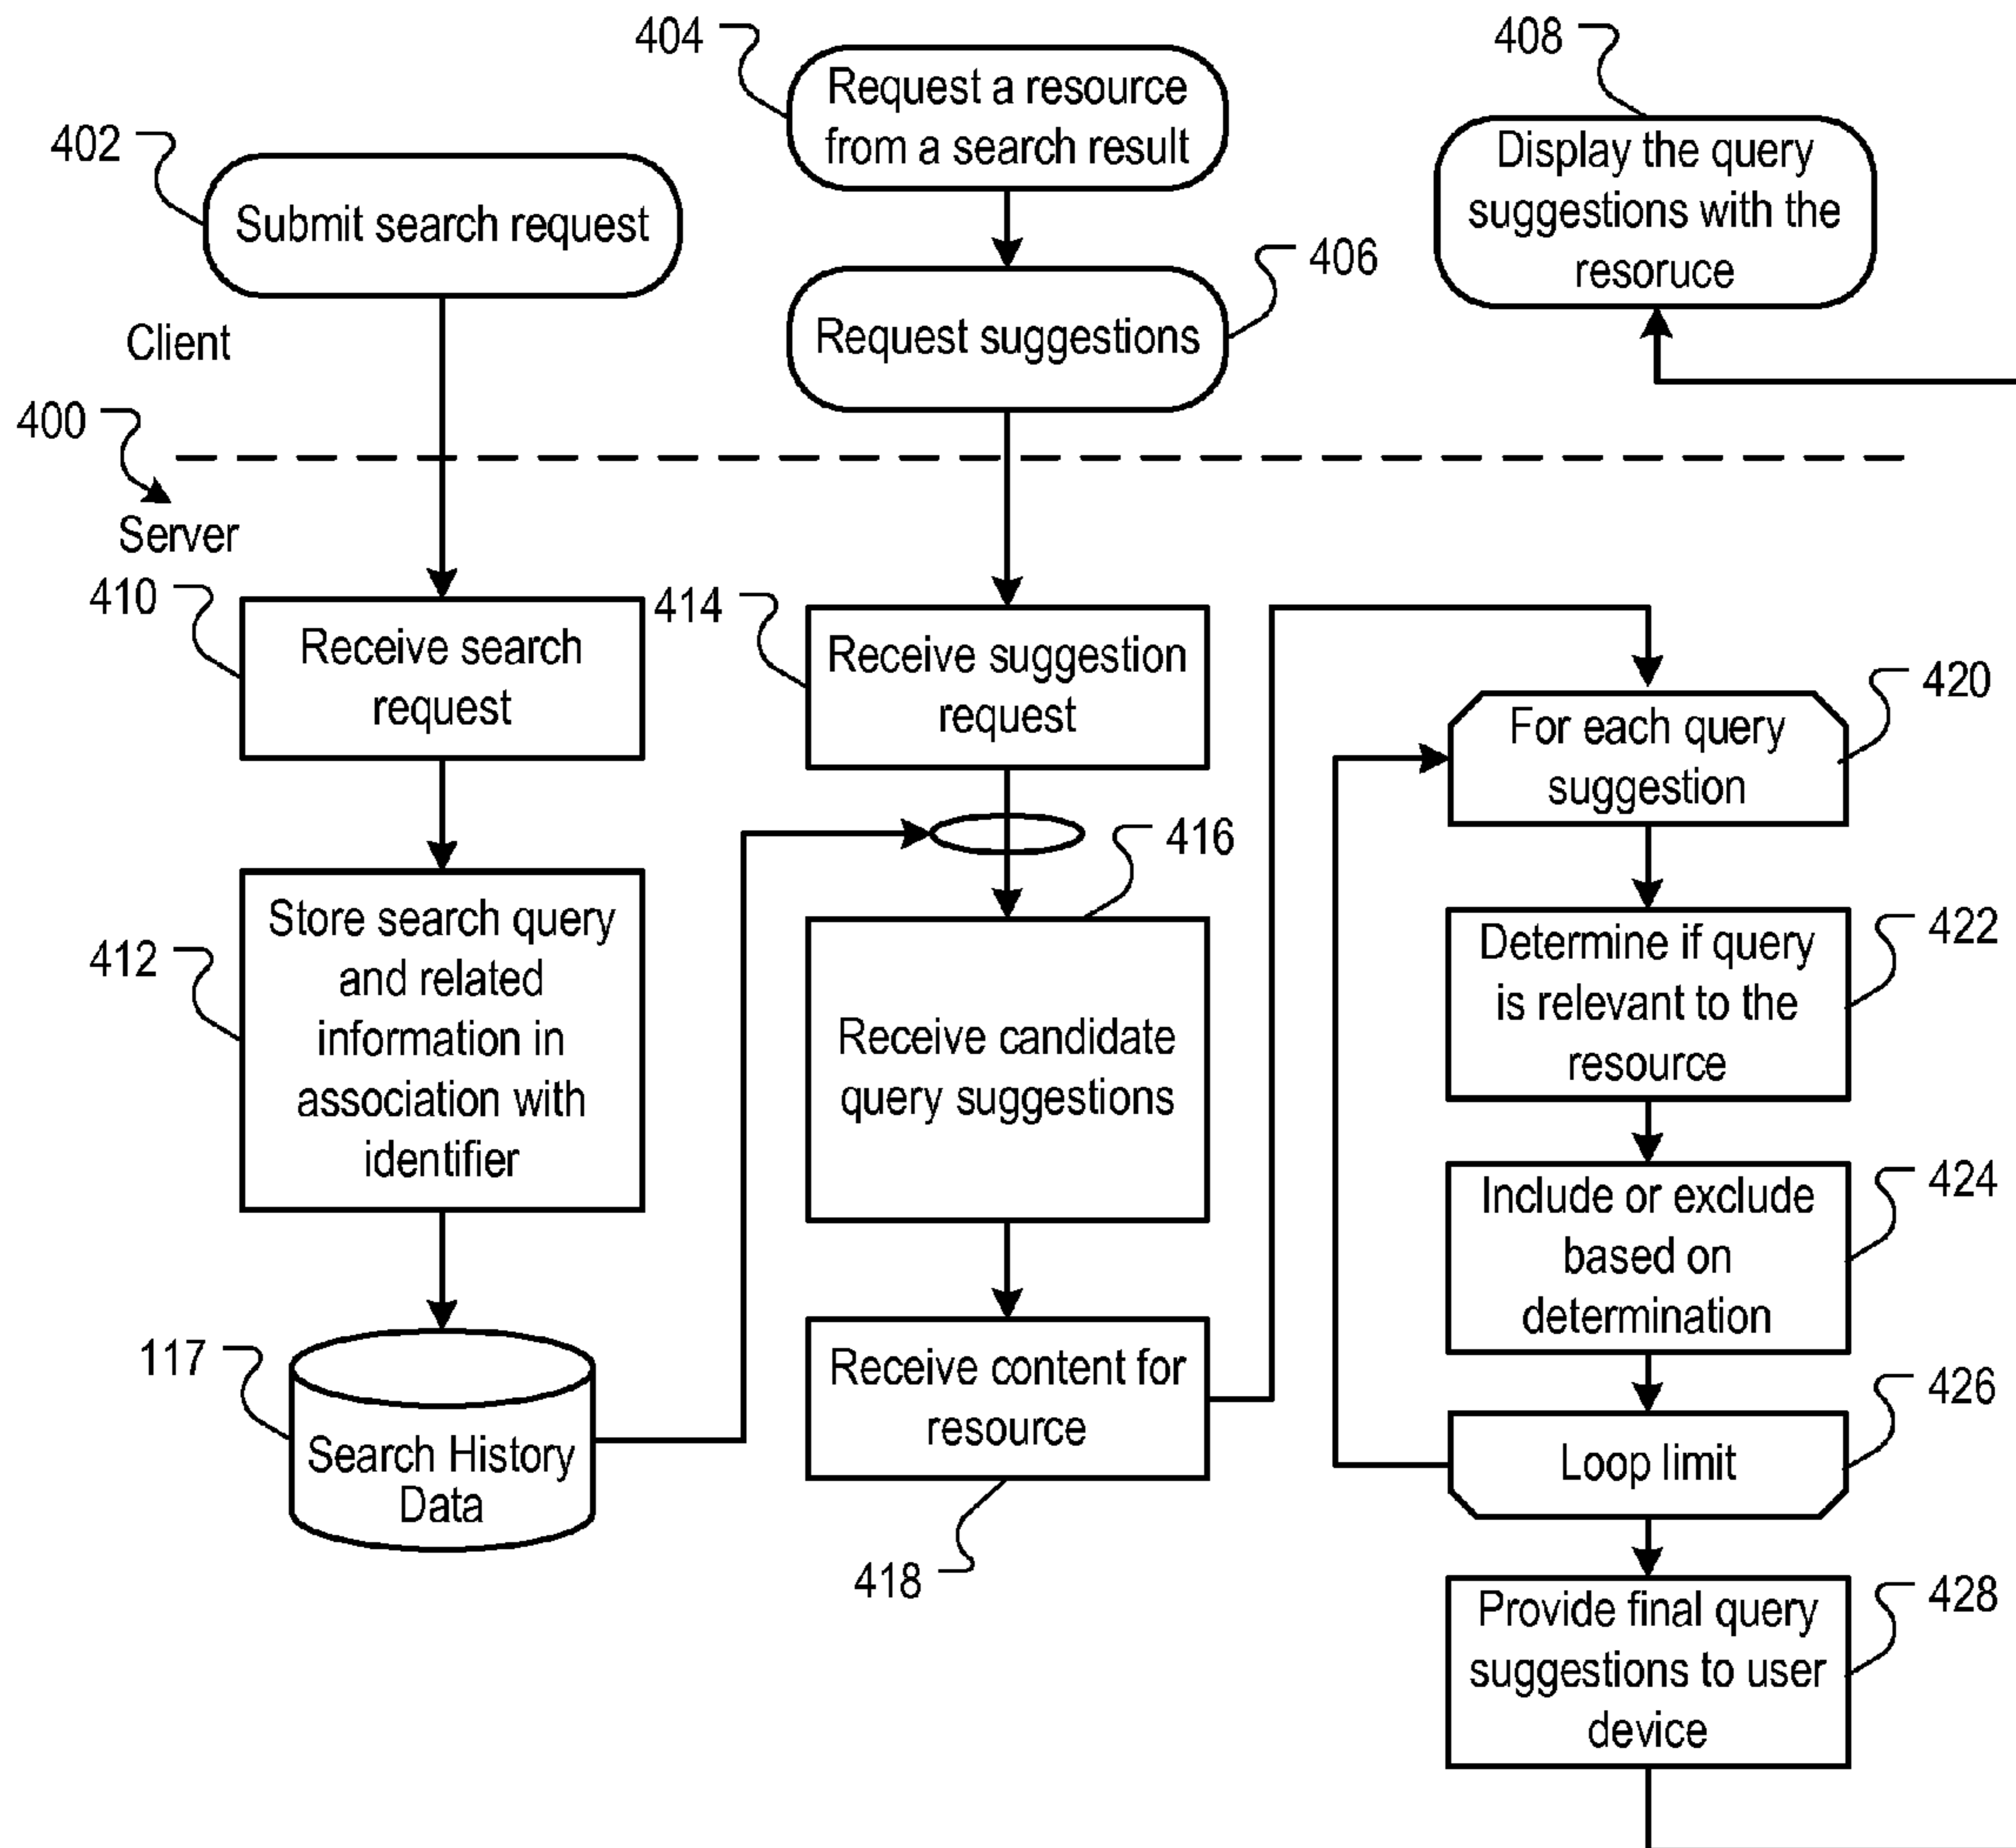 404
Request a resource
from a search result
408
Display the query
suggestions with the
resoruce
402
Submit search request
406
Request suggestions
Client
400
Server
410
Receive search
request
414
Receive suggestion
request
420
For each query
suggestion
416
412
Store search query
and related
information in
association with
identifier
Receive candidate
query suggestions
422
Determine if query
is relevant to the
resource
424
Include or exclude
based on
determination
117
Search History
Data
Receive content for
resource
418
426
Loop limit
428
Provide final query
suggestions to user
device